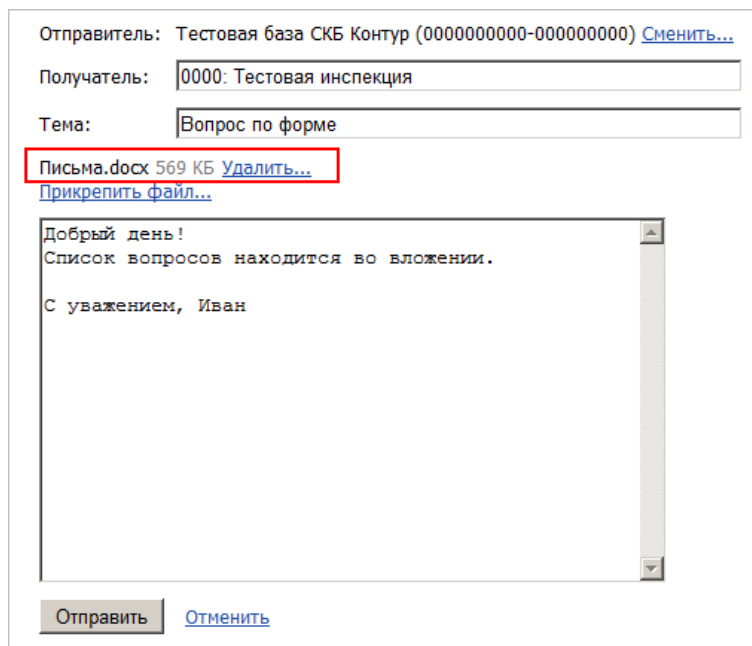 Отправитель: Тестовая база СКБ Контур (0000000000-000000000) Сменить...
Получатель: 0000: Тестовая инспекция
Тема: Вопрос по форме
Письма.docx 569 КБ Удалить...
Прикрепить файл...
Добрый день!
Список вопросов находится во вложении.
С уважением, Иван
Отправить Отменить